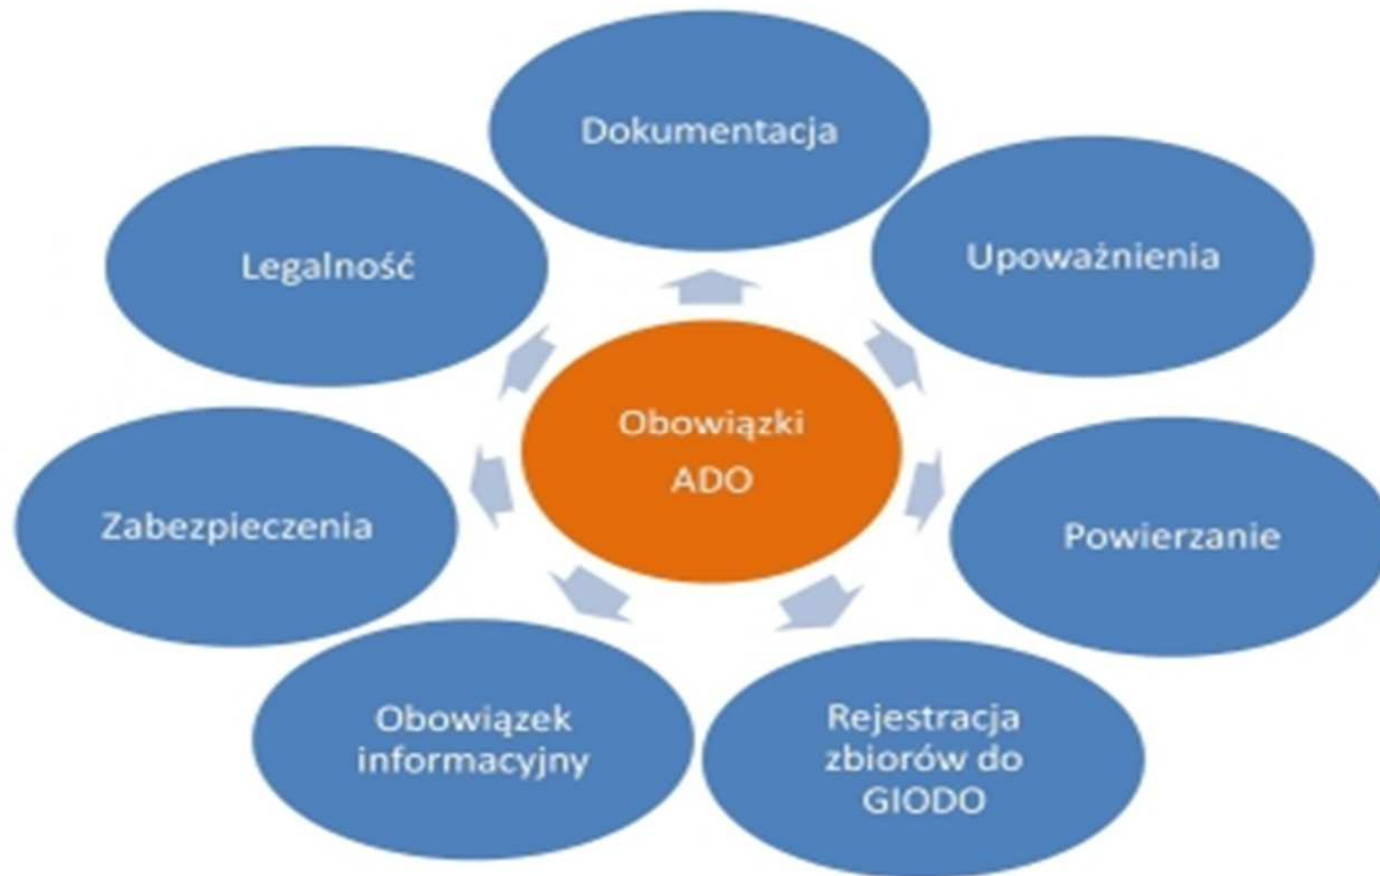 Dokumentacja
Upoważnienia
Legalność
Obowiązki
ADO
Zabezpieczenia
Powierzanie
Obowiązek
informacyjny
Rejestracja
zbiorów do
GIODO